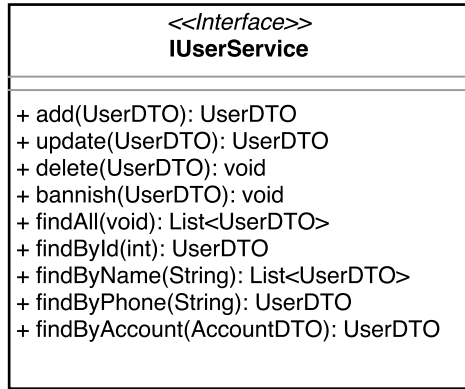 <<Interface>>
IUserService
+ add(UserDTO): UserDTO
+ update(UserDTO): UserDTO
+ delete(UserDTO): void
+ bannish(UserDTO): void
+ findAll(void): List<UserDTO>
+ findById(int): UserDTO
+ findByName(String): List<UserDTO>
+ findByPhone(String): UserDTO
+ findByAccount(AccountDTO): UserDTO